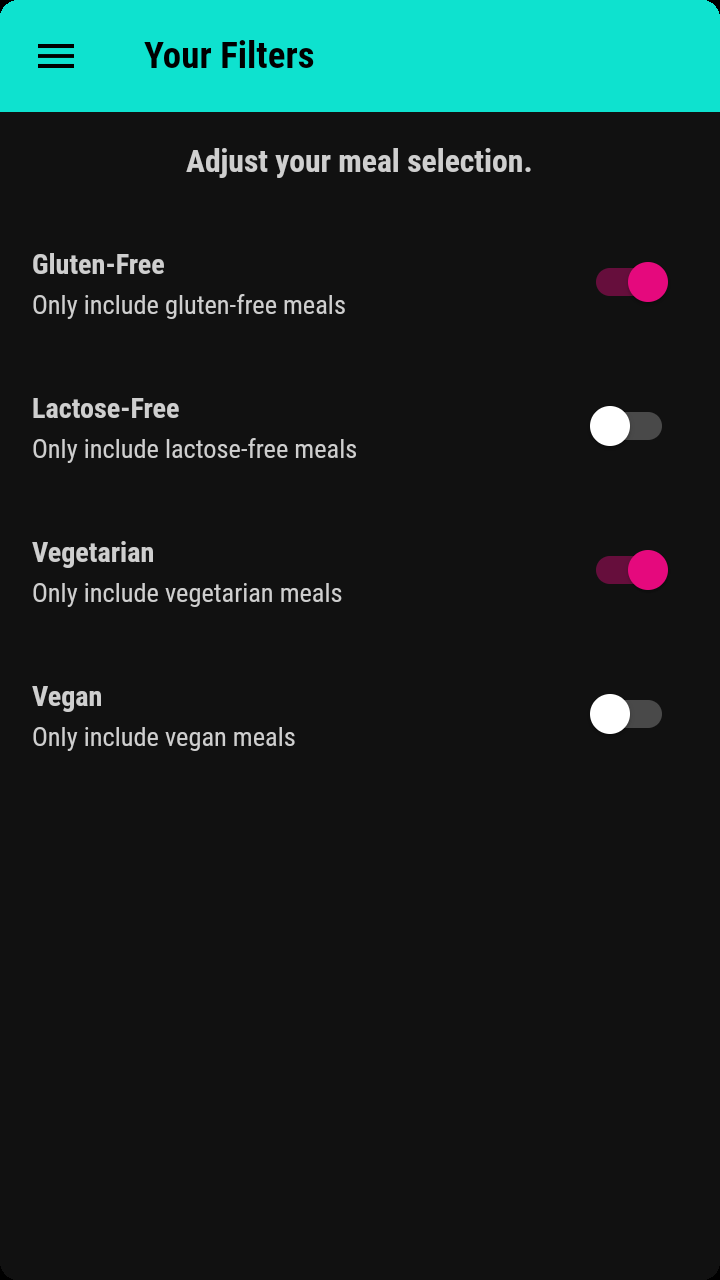 Your Filters
Adjust your meal selection.
Gluten-Free
Only include gluten-free meals
Lactose-Free
Only include lactose-free meals
Vegetarian
Only include vegetarian meals
Vegan
Only include vegan meals